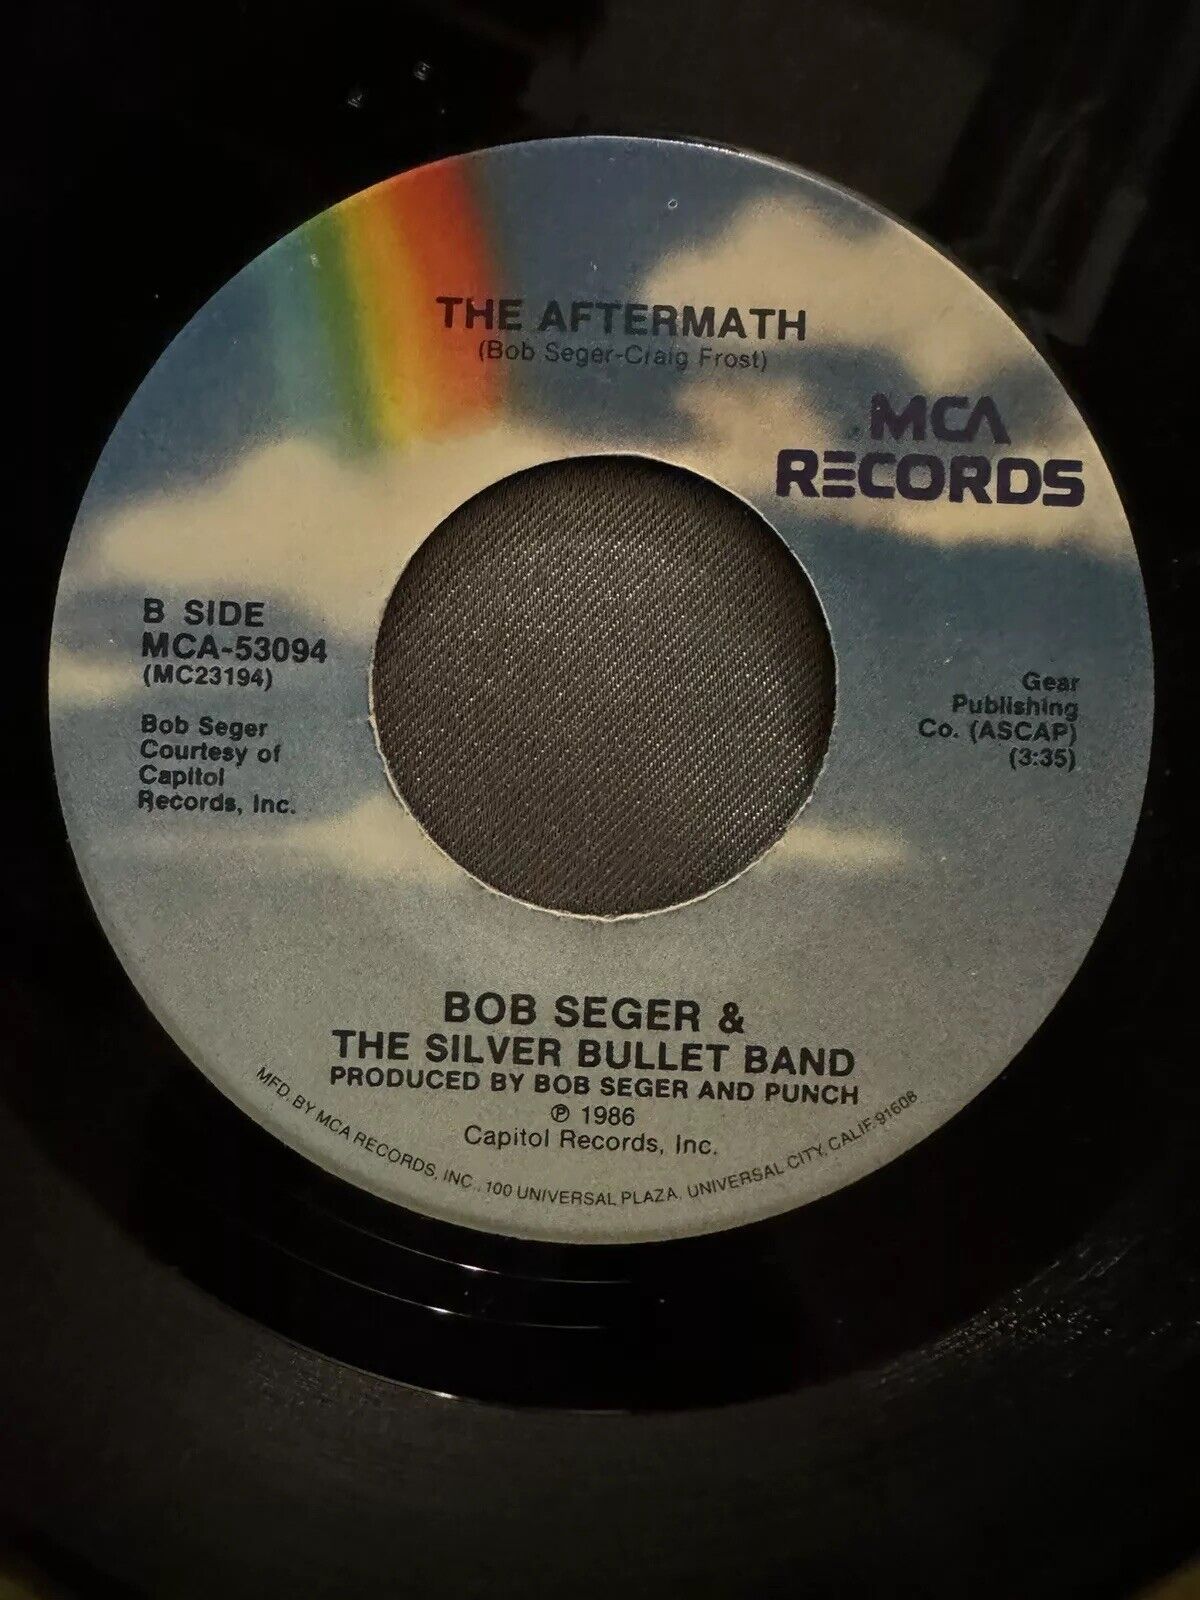 THE AFTERMATH
(Bob Seger-Craig Frost)
MCA
RECORDS
B SIDE
MCA-53094
(MC23194)
Bob Seger
Courtesy of
Capitol
Records, Inc.
Gear
Publishing
Co. (ASCAP)
(3:35)
BOB SEGER &
THE SILVER BULLET BAND
PRODUCED BY BOB SEGER AND PUNCH
℗ 1986
Capitol Records, Inc.
MFD. BY MCA RECORDS, INC., 100 UNIVERSAL PLAZA, UNIVERSAL CITY, CALIF. 91608